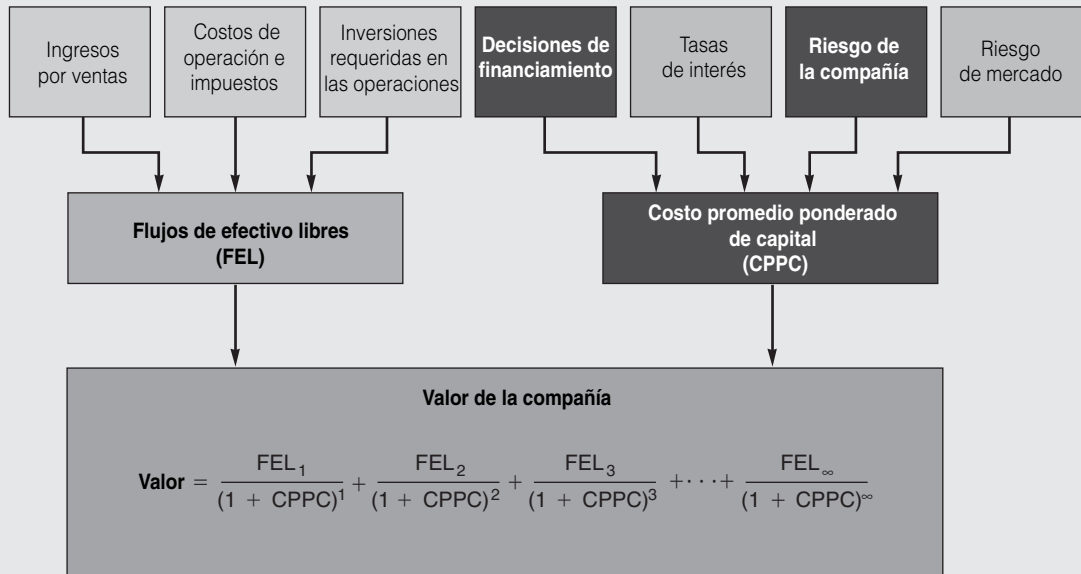 Ingresos
por ventas
Costos de
operación e
impuestos
Inversiones
requeridas en
las operaciones
Decisiones de
financiamiento
Tasas
de interés
Riesgo de
la compañía
Riesgo
de mercado
Flujos de efectivo libres
(FEL)
Costo promedio ponderado
de capital
(CPPC)
Valor de la compañía
Valor = FEL₁ / (1 + CPPC)¹ + FEL₂ / (1 + CPPC)² + FEL₃ / (1 + CPPC)³ + · · · + FEL∞ / (1 + CPPC)^∞